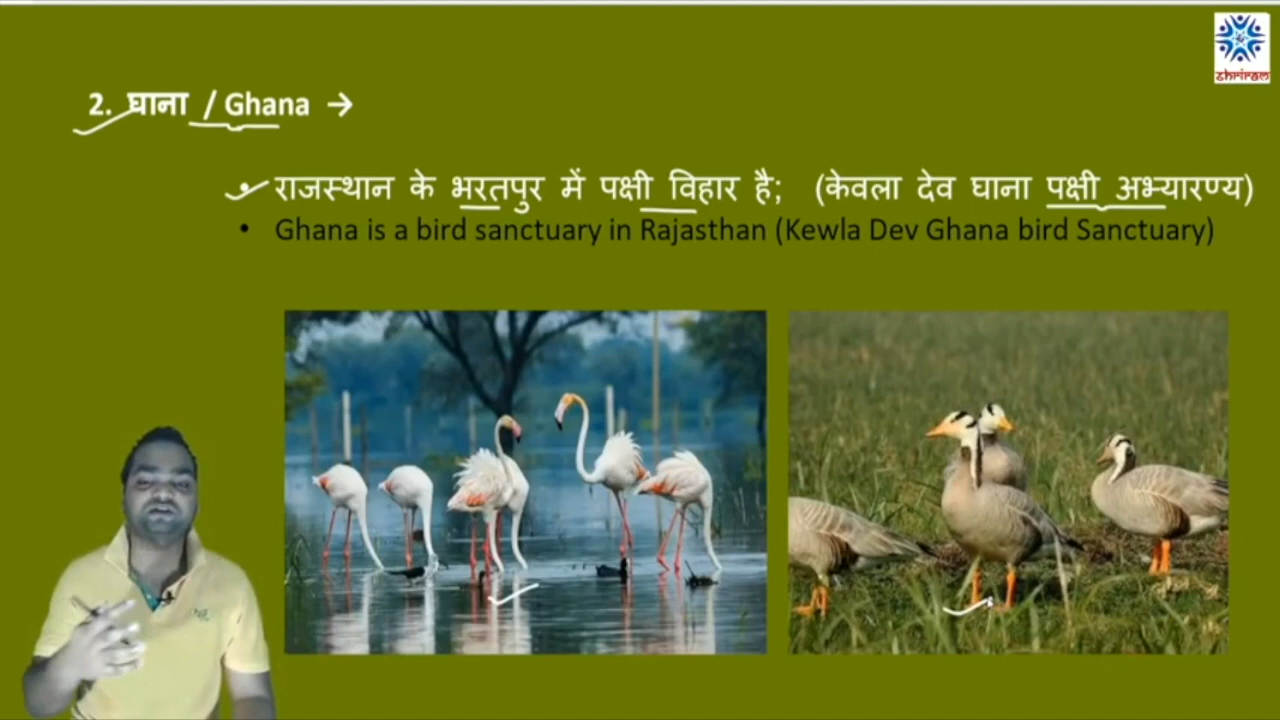 SHRIRAM
2. घाना / Ghana →
• राजस्थान के भरतपुर में पक्षी विहार है; (केवला देव घाना पक्षी अभ्यारण्य)
• Ghana is a bird sanctuary in Rajasthan (Kewla Dev Ghana bird Sanctuary)